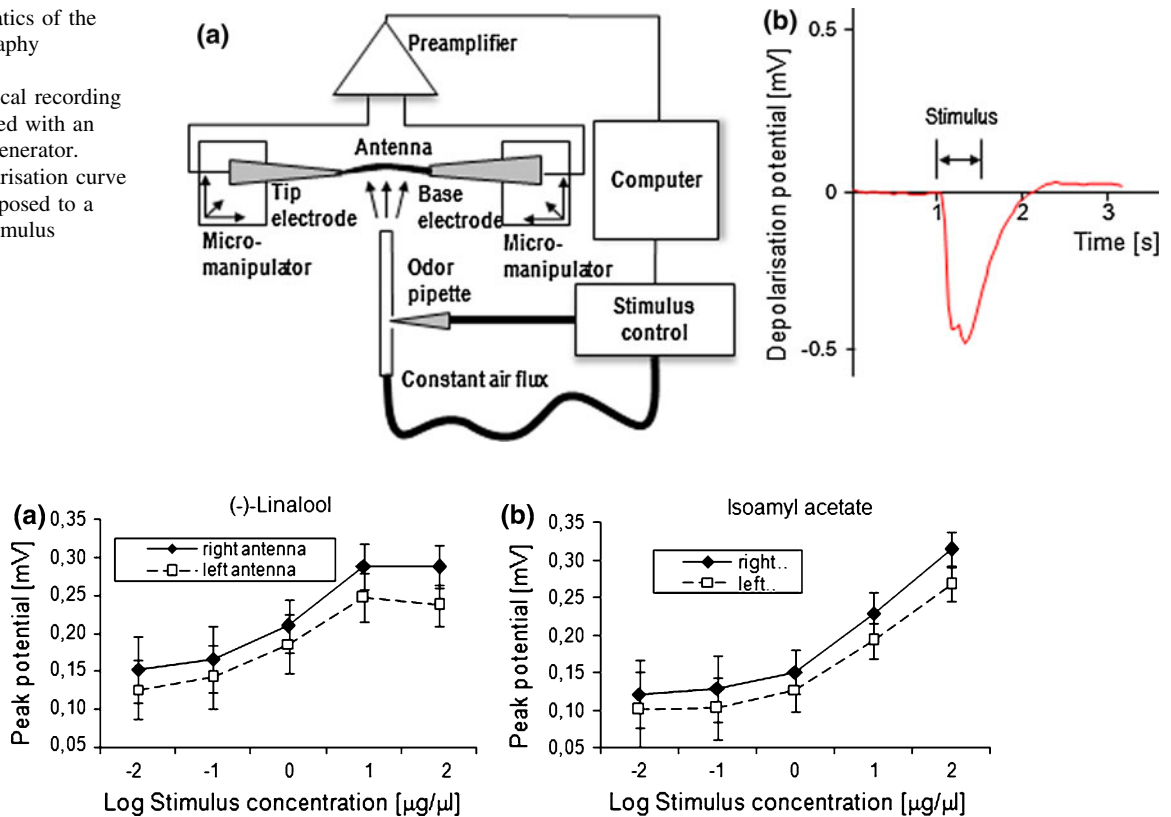 atics of the
aphy
cal recording
ed with an
enerator.
arisation curve
posed to a
imulus
(a)
Preamplifier
Antenna
Tip
electrode
Base
electrode
Micro-
manipulator
Micro-
manipulator
Computer
Odor
pipette
Stimulus
control
Constant air flux
(b)
Depolarisation potential [mV]
0.5
Stimulus
0
1
2
3
Time [s]
-0.5
(a)
(-)-Linalool
Peak potential [mV]
0,35
0,30
0,25
0,20
0,15
0,10
0,05
right antenna
left antenna
-2 -1 0 1 2
Log Stimulus concentration [µg/µl]
(b)
Isoamyl acetate
Peak potential [mV]
0,35
0,30
0,25
0,20
0,15
0,10
0,05
right..
left..
-2 -1 0 1 2
Log Stimulus concentration [µg/µl]